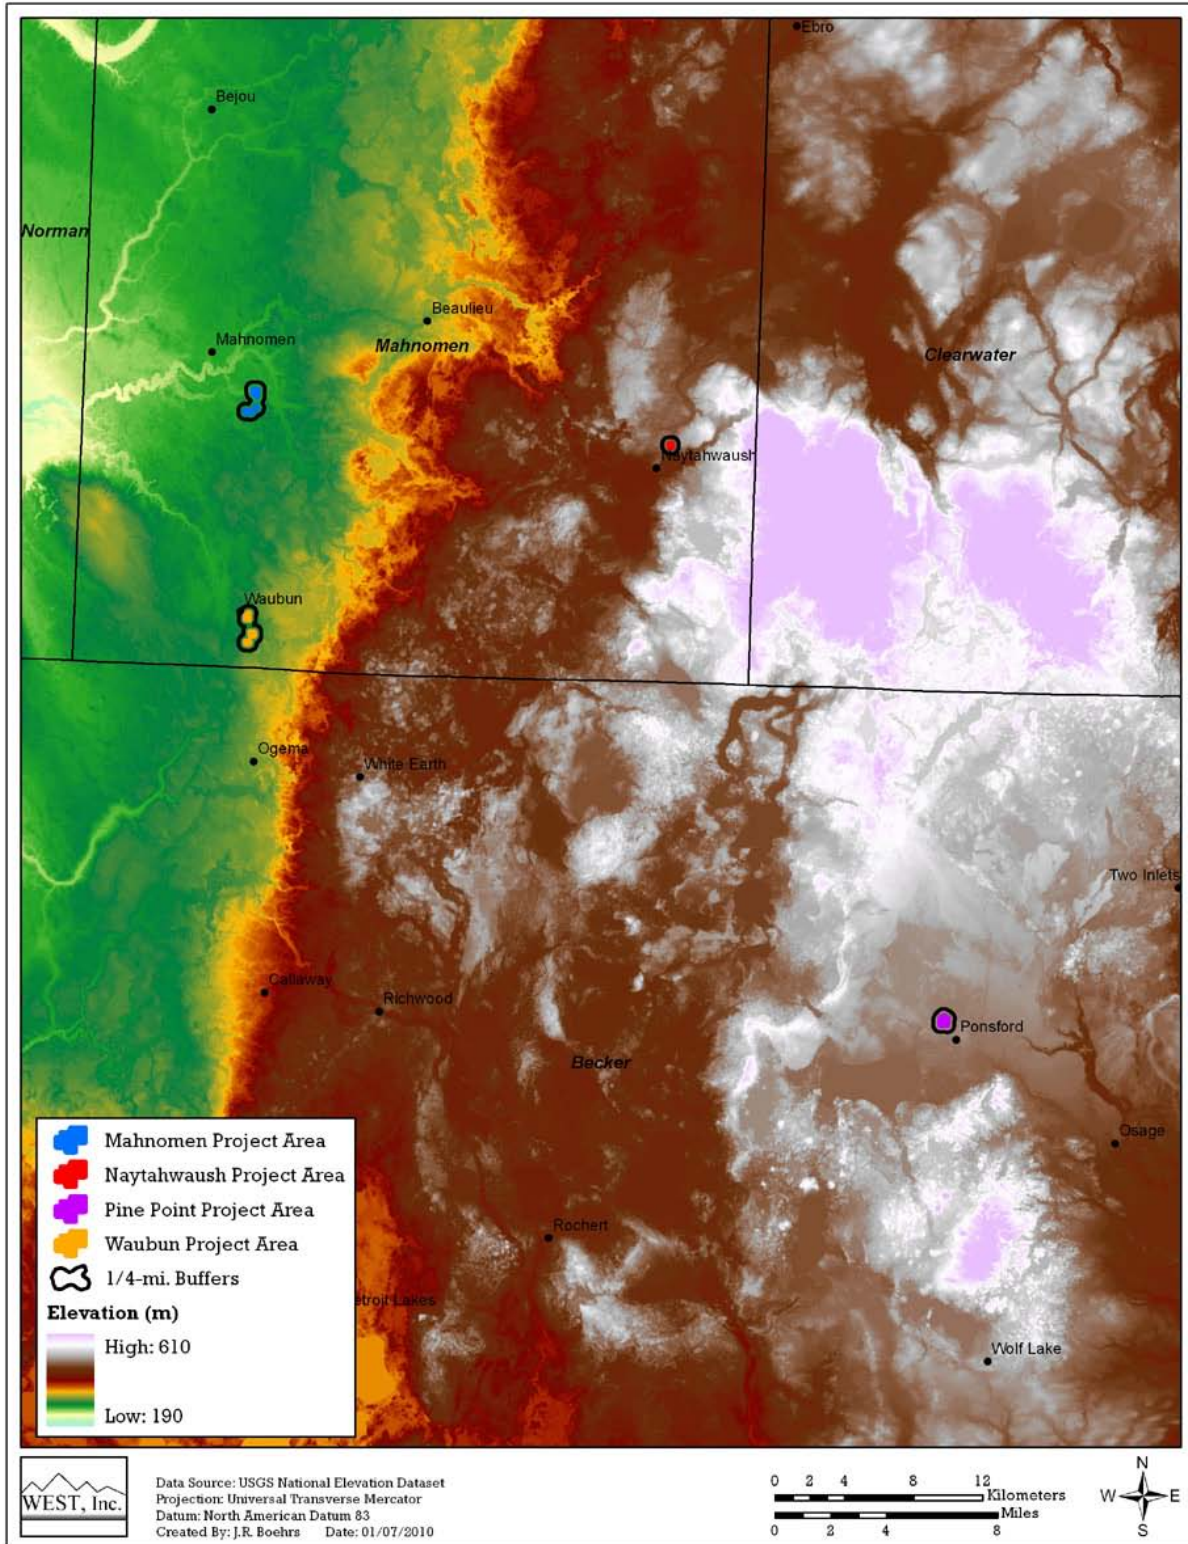 Ebro
Bejou
Norman
Beaulieu
Mahnomen
Mahnomen
Clearwater
Naytahwaush
Waubun
Ogema
White Earth
Two Inlets
Callaway
Richwood
Ponsford
Becker
Osage
Rochert
etroit Lakes
Wolf Lake
Mahnomen Project Area
Naytahwaush Project Area
Pine Point Project Area
Waubun Project Area
1/4-mi. Buffers
Elevation (m)
High: 610
Low: 190
WEST, Inc.
Data Source: USGS National Elevation Dataset
Projection: Universal Transverse Mercator
Datum: North American Datum 83
Created By: J.R. Boehrs Date: 01/07/2010
0 2 4 8 12
Kilometers
Miles
0 2 4 8
N
W E
S